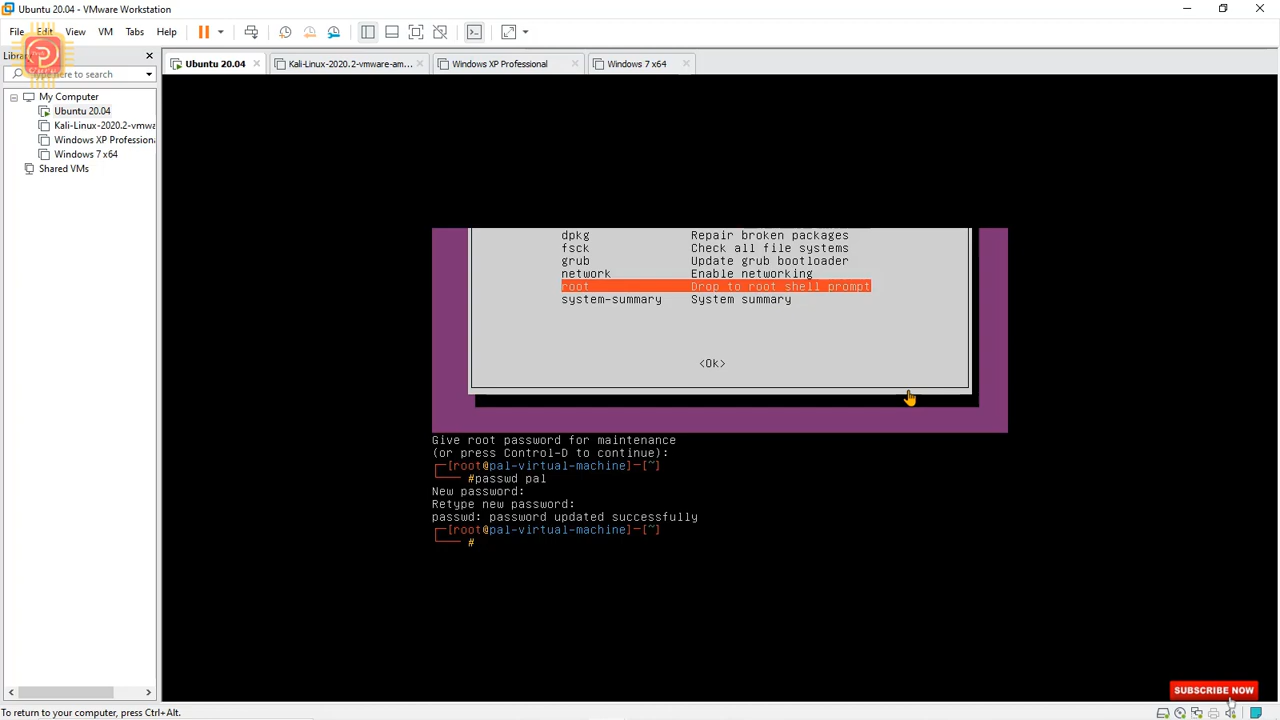 Ubuntu 20.04 - VMware Workstation
File Edit View VM Tabs Help
Ubuntu 20.04
Kali-Linux-2020.2-vmware-am...
Windows XP Professional
Windows 7 x64
to search
My Computer
Ubuntu 20.04
Kali-Linux-2020.2-vmwa
Windows XP Professiona
Windows 7 x64
Shared VMs
dpkg Repair broken packages
fsck Check all file systems
grub Update grub bootloader
network Enable networking
root Drop to root shell prompt
system-summary System summary
<Ok>
Give root password for maintenance
(or press Control-D to continue):
┌─[root@pal-virtual-machine]─[~]
└── #passwd pal
New password:
Retype new password:
passwd: password updated successfully
┌─[root@pal-virtual-machine]─[~]
└── #
SUBSCRIBE NOW
To return to your computer, press Ctrl+Alt.